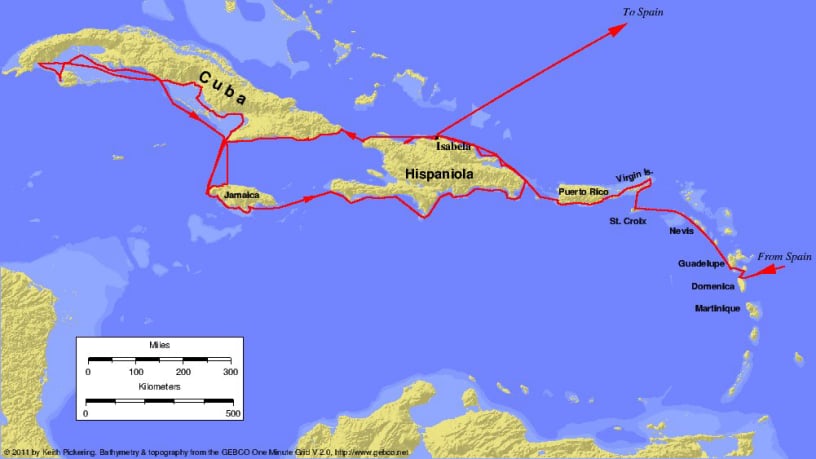 To Spain
Cuba
Isabela
Hispaniola
Puerto Rico
Virgin Is.
Jamaica
St. Croix
Nevis
From Spain
Guadelupe
Domenica
Martinique
Miles
0 100 200 300
Kilometers
0 500
© 2011 by Keith Pickering. Bathymetry & topography from the GEBCO One Minute Grid V 2.0, http://www.gebco.net